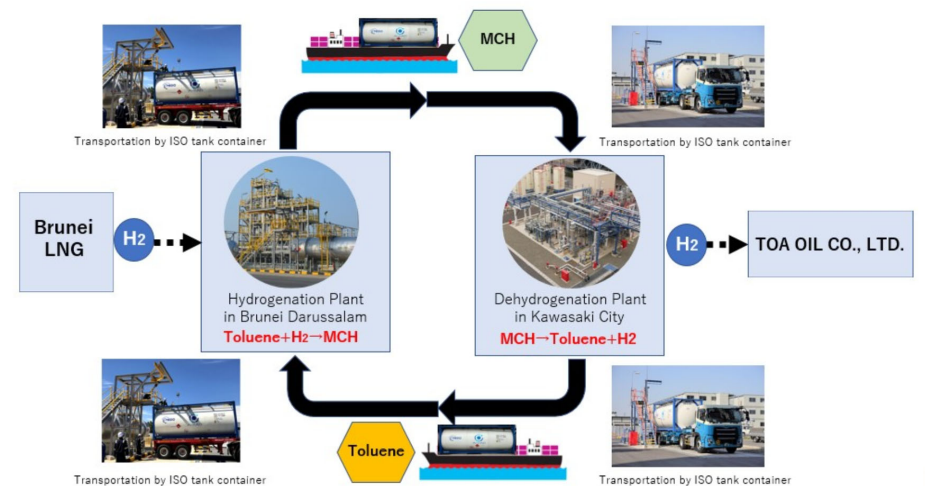 MCH
Transportation by ISO tank container
Transportation by ISO tank container
Brunei
LNG
H2
Hydrogenation Plant
in Brunei Darussalam
Toluene+H2→MCH
Dehydrogenation Plant
in Kawasaki City
MCH→Toluene+H2
H2
TOA OIL CO., LTD.
Toluene
Transportation by ISO tank container
Transportation by ISO tank container